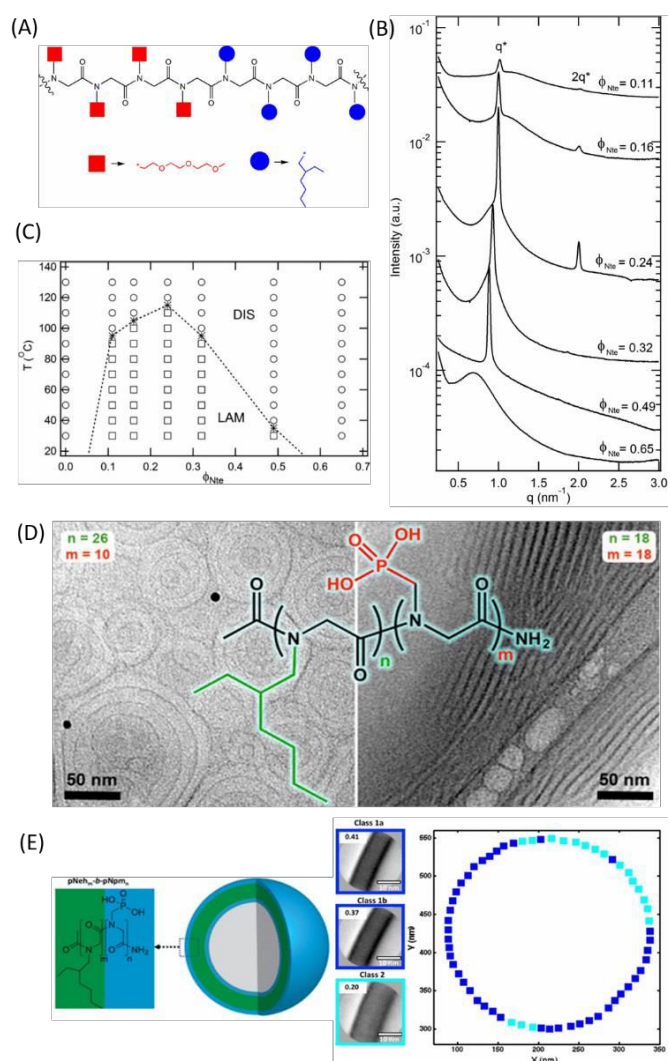 (A)
N
N
N
N
N
N
N
N
O
O
O
O
O
O
O
O
O
O
O
(B)
10⁻¹
10⁻²
10⁻³
10⁻⁴
Intensity (a.u.)
q*
2q*
ϕNte = 0.11
ϕNte = 0.16
ϕNte = 0.24
ϕNte = 0.32
ϕNte = 0.49
ϕNte = 0.65
0.5 1.0 1.5 2.0 2.5 3.0
q (nm⁻¹)
(C)
140
120
100
80
60
40
20
T (°C)
DIS
LAM
0.0 0.1 0.2 0.3 0.4 0.5 0.6 0.7
ϕNte
(D)
n = 26
m = 10
n = 18
m = 18
O OH
HO P
O
N
O
n
N
O
m
NH₂
50 nm
50 nm
(E)
pNehm-b-pNpmn
O OH
HO P
O
N
O
m
N
O
n
NH₂
Class 1a
0.41
10 nm
Class 1b
0.37
10 nm
Class 2
0.20
10 nm
650
600
550
500
450
400
350
300
Y (nm)
100 150 200 250 300 350
X (nm)